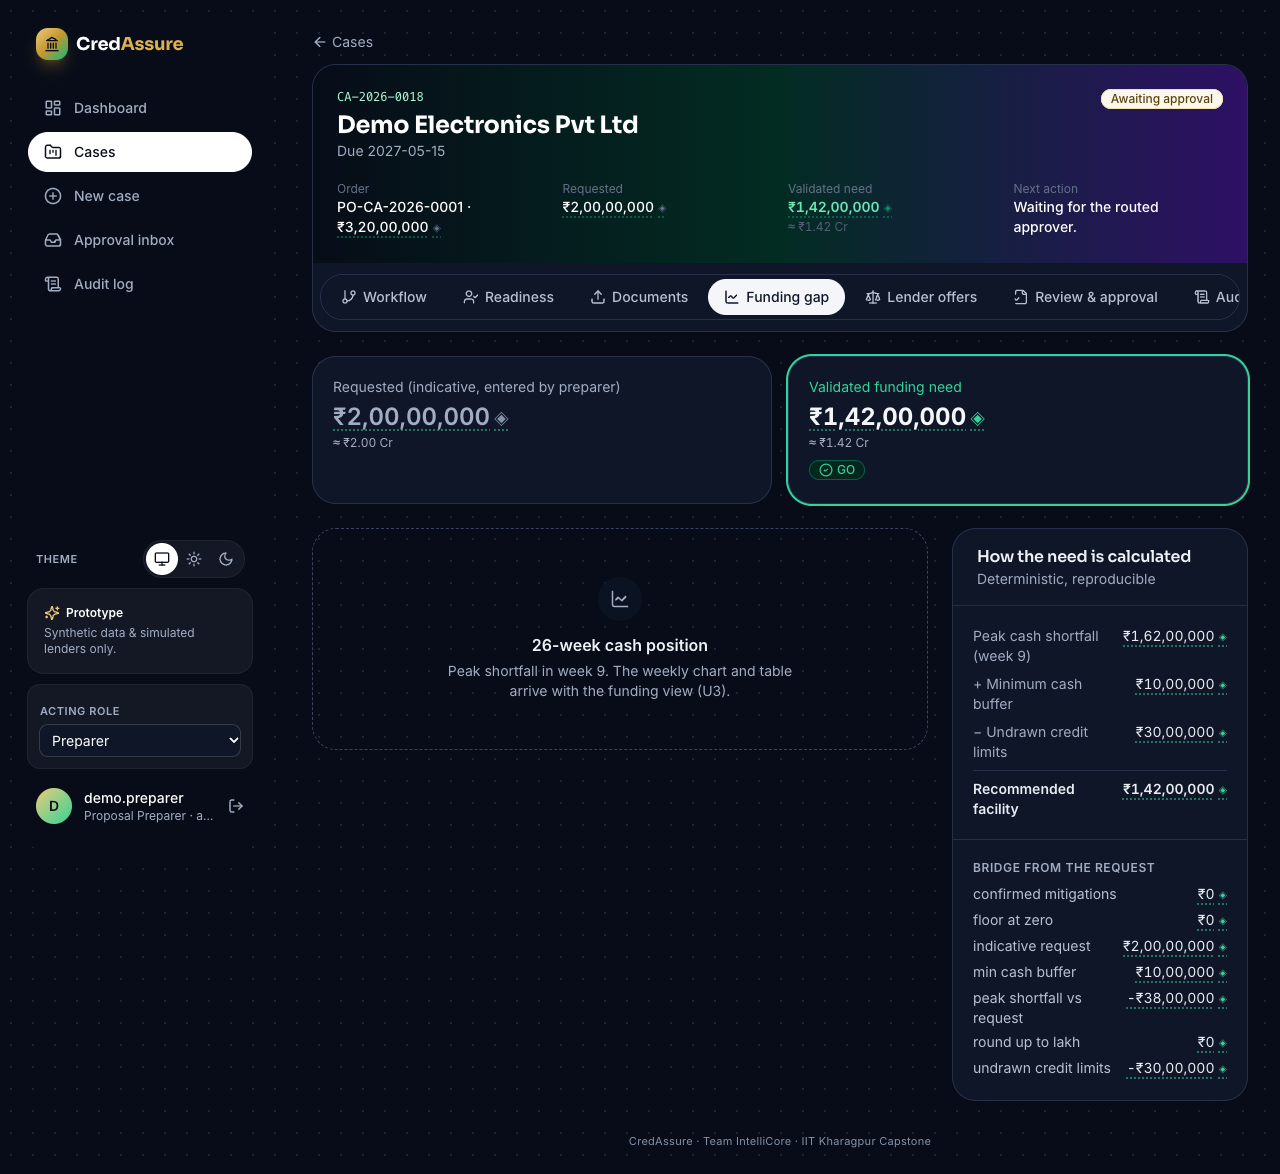 CredAssure
Dashboard
Cases
New case
Approval inbox
Audit log
THEME
Prototype
Synthetic data & simulated
lenders only.
ACTING ROLE
Preparer
D
demo.preparer
Proposal Preparer · a...
← Cases
CA-2026-0018
Awaiting approval
Demo Electronics Pvt Ltd
Due 2027-05-15
Order
PO-CA-2026-0001 ·
₹3,20,00,000 ◈
Requested
₹2,00,00,000 ◈
Validated need
₹1,42,00,000 ◈
≈ ₹1.42 Cr
Next action
Waiting for the routed
approver.
Workflow Readiness Documents Funding gap Lender offers Review & approval Aud
Requested (indicative, entered by preparer)
₹2,00,00,000 ◈
≈ ₹2.00 Cr
Validated funding need
₹1,42,00,000 ◈
≈ ₹1.42 Cr
GO
26-week cash position
Peak shortfall in week 9. The weekly chart and table
arrive with the funding view (U3).
How the need is calculated
Deterministic, reproducible
Peak cash shortfall ₹1,62,00,000 ◈
(week 9)
+ Minimum cash ₹10,00,000 ◈
buffer
− Undrawn credit ₹30,00,000 ◈
limits
Recommended ₹1,42,00,000 ◈
facility
BRIDGE FROM THE REQUEST
confirmed mitigations ₹0 ◈
floor at zero ₹0 ◈
indicative request ₹2,00,00,000 ◈
min cash buffer ₹10,00,000 ◈
peak shortfall vs -₹38,00,000 ◈
request
round up to lakh ₹0 ◈
undrawn credit limits -₹30,00,000 ◈
CredAssure · Team IntelliCore · IIT Kharagpur Capstone